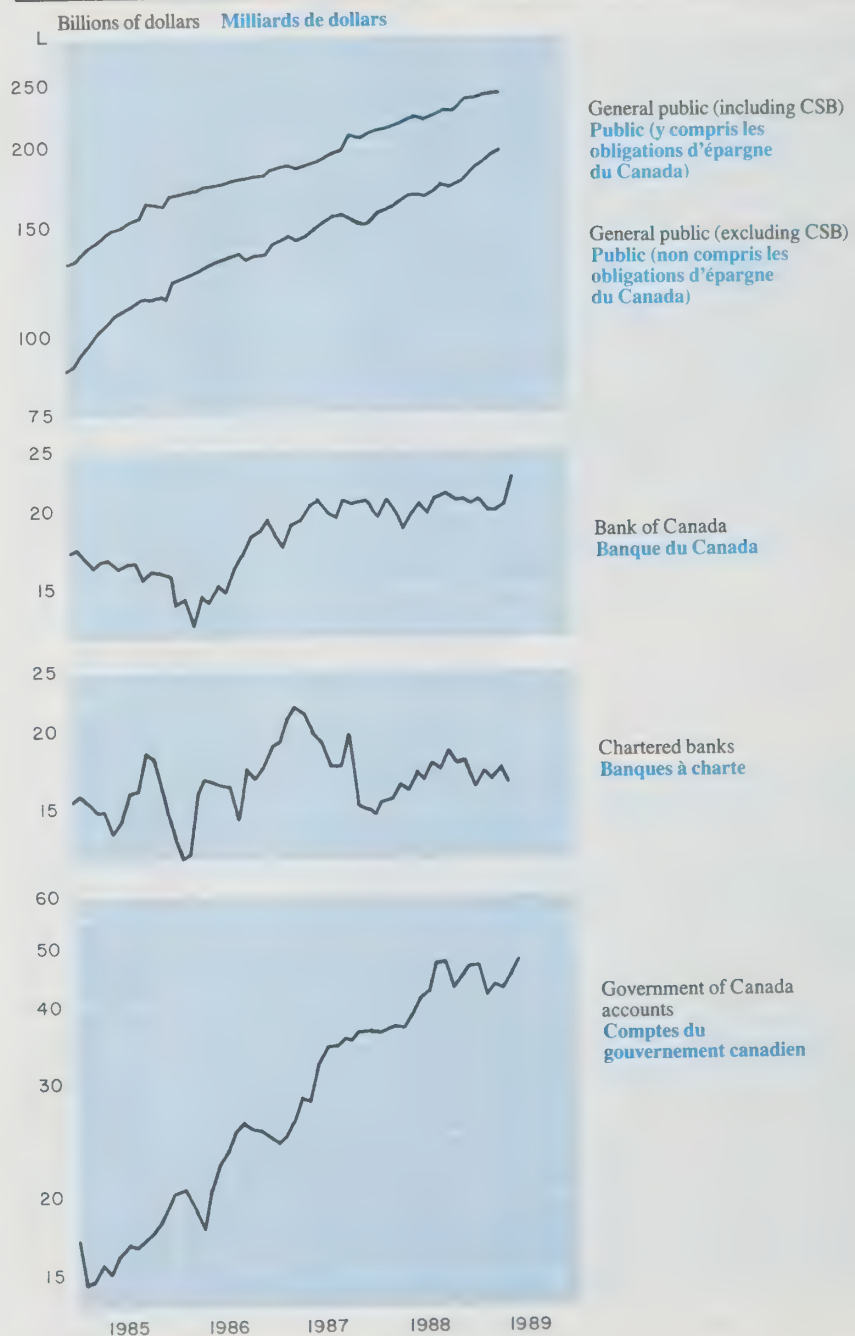 Billions of dollars Milliards de dollars
L
250
200
150
100
75
General public (including CSB)
Public (y compris les
obligations d'épargne
du Canada)
General public (excluding CSB)
Public (non compris les
obligations d'épargne
du Canada)
25
20
15
Bank of Canada
Banque du Canada
25
20
15
Chartered banks
Banques à charte
60
50
40
30
20
15
Government of Canada
accounts
Comptes du
gouvernement canadien
1985 1986 1987 1988 1989